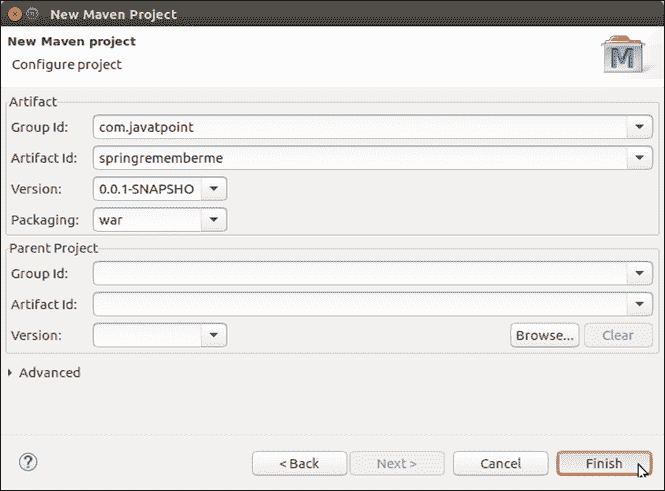 New Maven Project
New Maven project
Configure project
M
Artifact
Group Id: com.javatpoint
Artifact Id: springrememberme
Version: 0.0.1-SNAPSHO
Packaging: war
Parent Project
Group Id:
Artifact Id:
Version: Browse... Clear
Advanced
? < Back Next > Cancel Finish